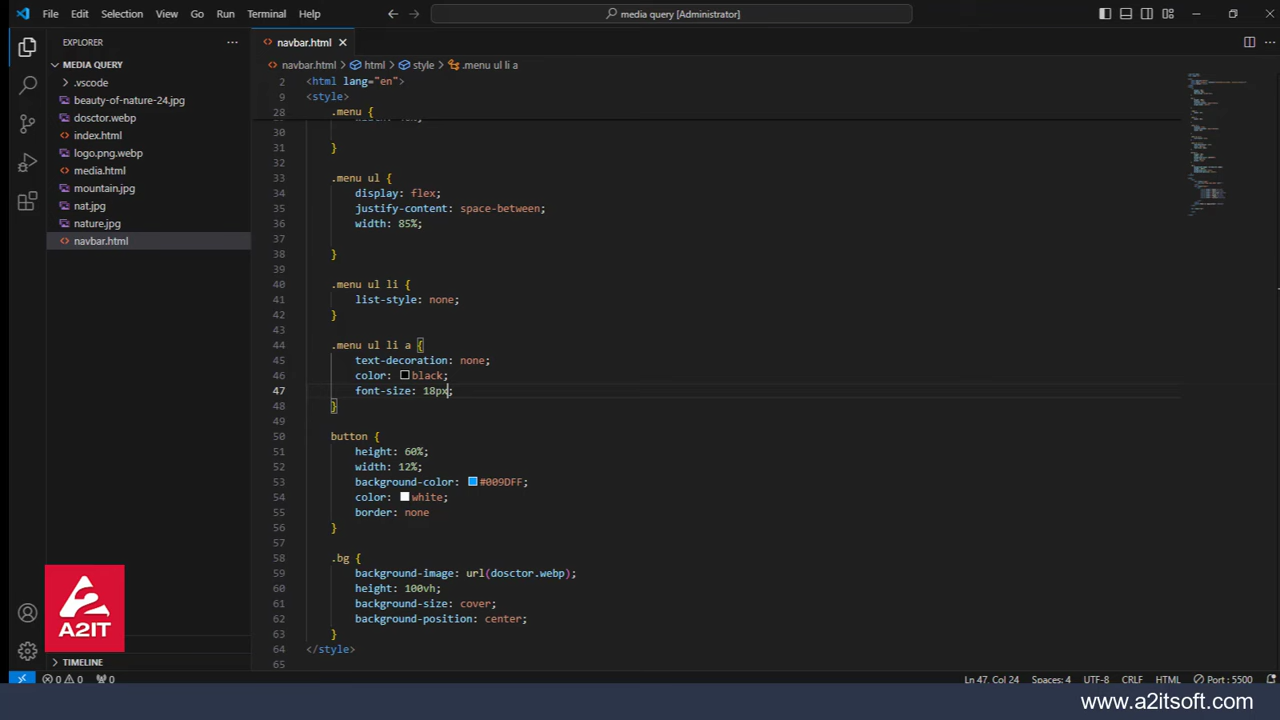 File Edit Selection View Go Run Terminal Help
media query [Administrator]
EXPLORER
MEDIA QUERY
.vscode
beauty-of-nature-24.jpg
dosctor.webp
index.html
logo.png.webp
media.html
mountain.jpg
nat.jpg
nature.jpg
navbar.html
TIMELINE
navbar.html
navbar.html > html > style > .menu ul li a
2 <html lang="en">
9 <style>
28 .menu {
30
31 }
32
33 .menu ul {
34 display: flex;
35 justify-content: space-between;
36 width: 85%;
37
38 }
39
40 .menu ul li {
41 list-style: none;
42 }
43
44 .menu ul li a {
45 text-decoration: none;
46 color: black;
47 font-size: 18px;
48 }
49
50 button {
51 height: 60%;
52 width: 12%;
53 background-color: #009DFF;
54 color: white;
55 border: none
56 }
57
58 .bg {
59 background-image: url(dosctor.webp);
60 height: 100vh;
61 background-size: cover;
62 background-position: center;
63 }
64 </style>
65
A2IT
0 0 0 Ln 47, Col 24 Spaces: 4 UTF-8 CRLF HTML Port : 5500
www.a2itsoft.com